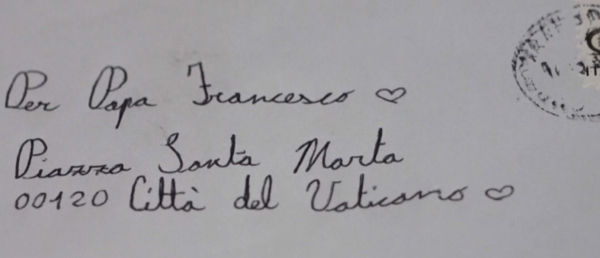 Per Papa Francesco ♡
Piazza Santa Marta
00120 Città del Vaticano ♡